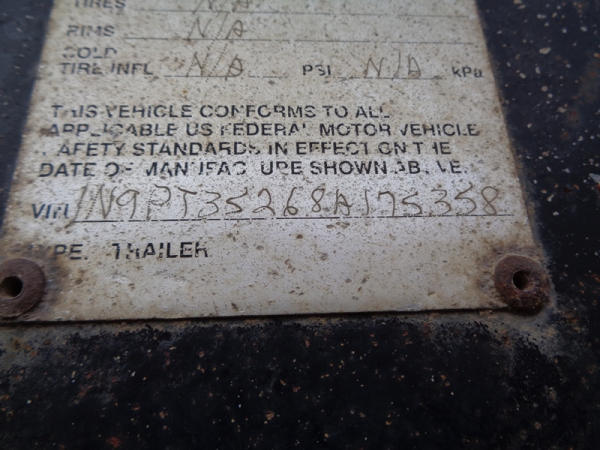 TIRES N/A
RIMS N/A
COLD
TIRE INFL N/A PSI N/A kPa
THIS VEHICLE CONFORMS TO ALL
APPLICABLE US FEDERAL MOTOR VEHICLE
SAFETY STANDARDS IN EFFECT ON THE
DATE OF MANUFACTURE SHOWN ABOVE.
VIN 1N9PT35268A175358
TYPE: TRAILER